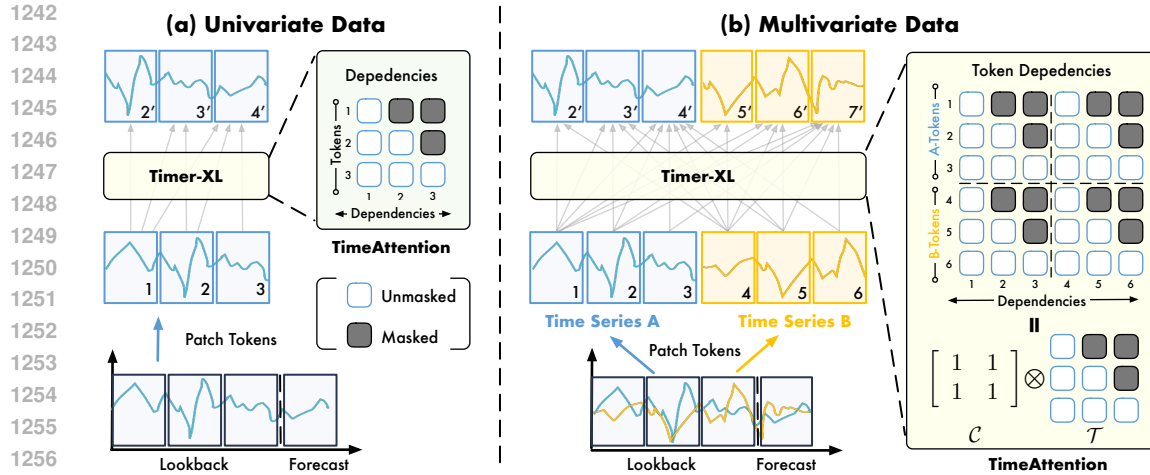 1242
1243
1244
1245
1246
1247
1248
1249
1250
1251
1252
1253
1254
1255
1256
(a) Univariate Data
2′ 3′ 4′
Timer-XL
1 2 3
Patch Tokens
Lookback Forecast
Depedencies
Tokens
1
2
3
1 2 3
Dependencies
TimeAttention
Unmasked
Masked
(b) Multivariate Data
2′ 3′ 4′ 5′ 6′ 7′
Timer-XL
1 2 3 4 5 6
Time Series A Time Series B
Patch Tokens
Lookback Forecast
Token Depedencies
A-Tokens
1
2
3
B-Tokens
4
5
6
1 2 3 4 5 6
Dependencies
=
[1 1
1 1] ⊗
C T
TimeAttention